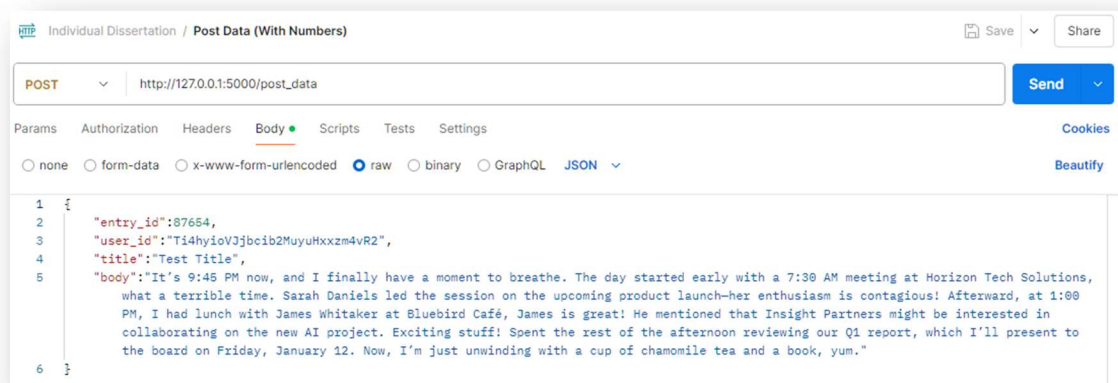 HTTP Individual Dissertation / Post Data (With Numbers) Save Share
POST http://127.0.0.1:5000/post_data Send
Params Authorization Headers Body Scripts Tests Settings Cookies
none form-data x-www-form-urlencoded raw binary GraphQL JSON Beautify
1 {
2 "entry_id":87654,
3 "user_id":"Ti4hyioVJjbcib2MuyuHxxzm4vR2",
4 "title":"Test Title",
5 "body":"It’s 9:45 PM now, and I finally have a moment to breathe. The day started early with a 7:30 AM meeting at Horizon Tech Solutions,
what a terrible time. Sarah Daniels led the session on the upcoming product launch—her enthusiasm is contagious! Afterward, at 1:00
PM, I had lunch with James Whitaker at Bluebird Café, James is great! He mentioned that Insight Partners might be interested in
collaborating on the new AI project. Exciting stuff! Spent the rest of the afternoon reviewing our Q1 report, which I’ll present to
the board on Friday, January 12. Now, I’m just unwinding with a cup of chamomile tea and a book, yum."
6 }